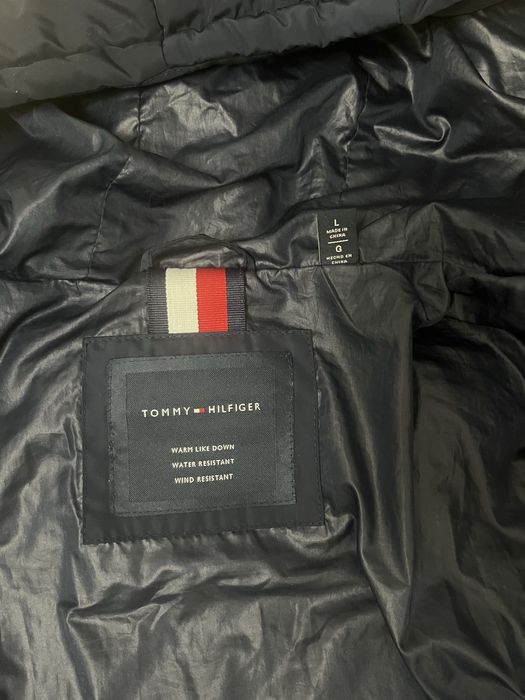 L
MADE IN
CHINA
G
HECHO EN
CHINA
TOMMY HILFIGER
WARM LIKE DOWN
WATER RESISTANT
WIND RESISTANT